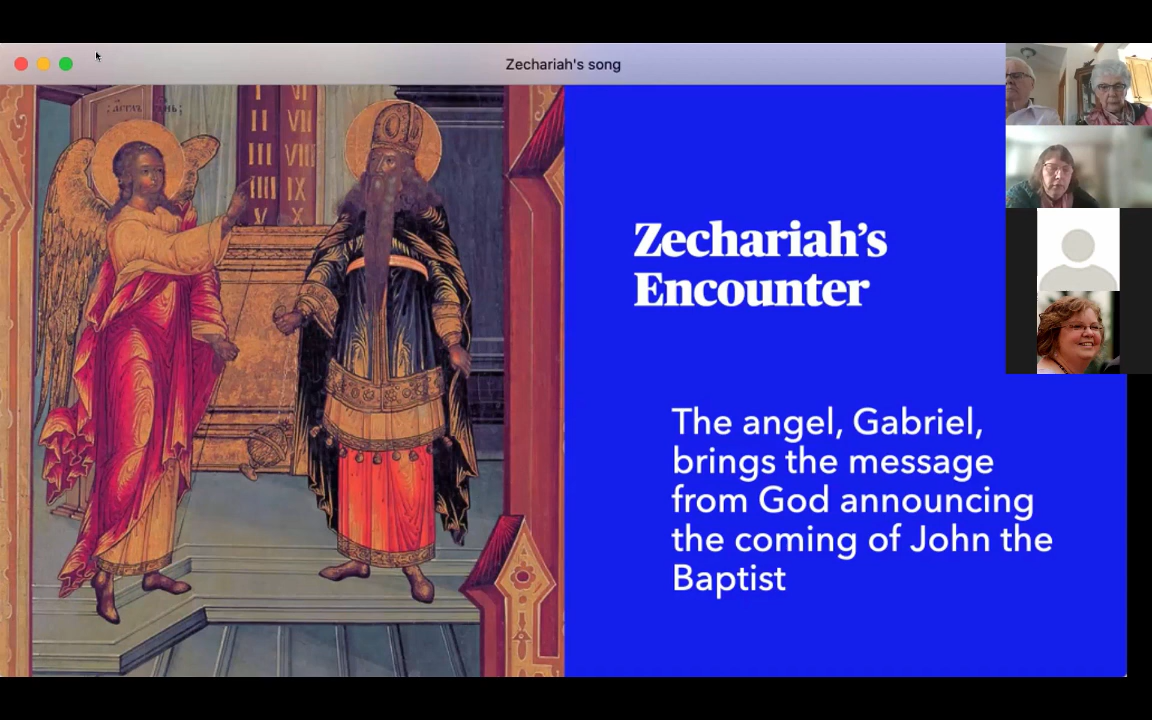 Zechariah's song
I VI
II VII
III VIII
IIII IX
V X
Zechariah’s
Encounter
The angel, Gabriel,
brings the message
from God announcing
the coming of John the
Baptist